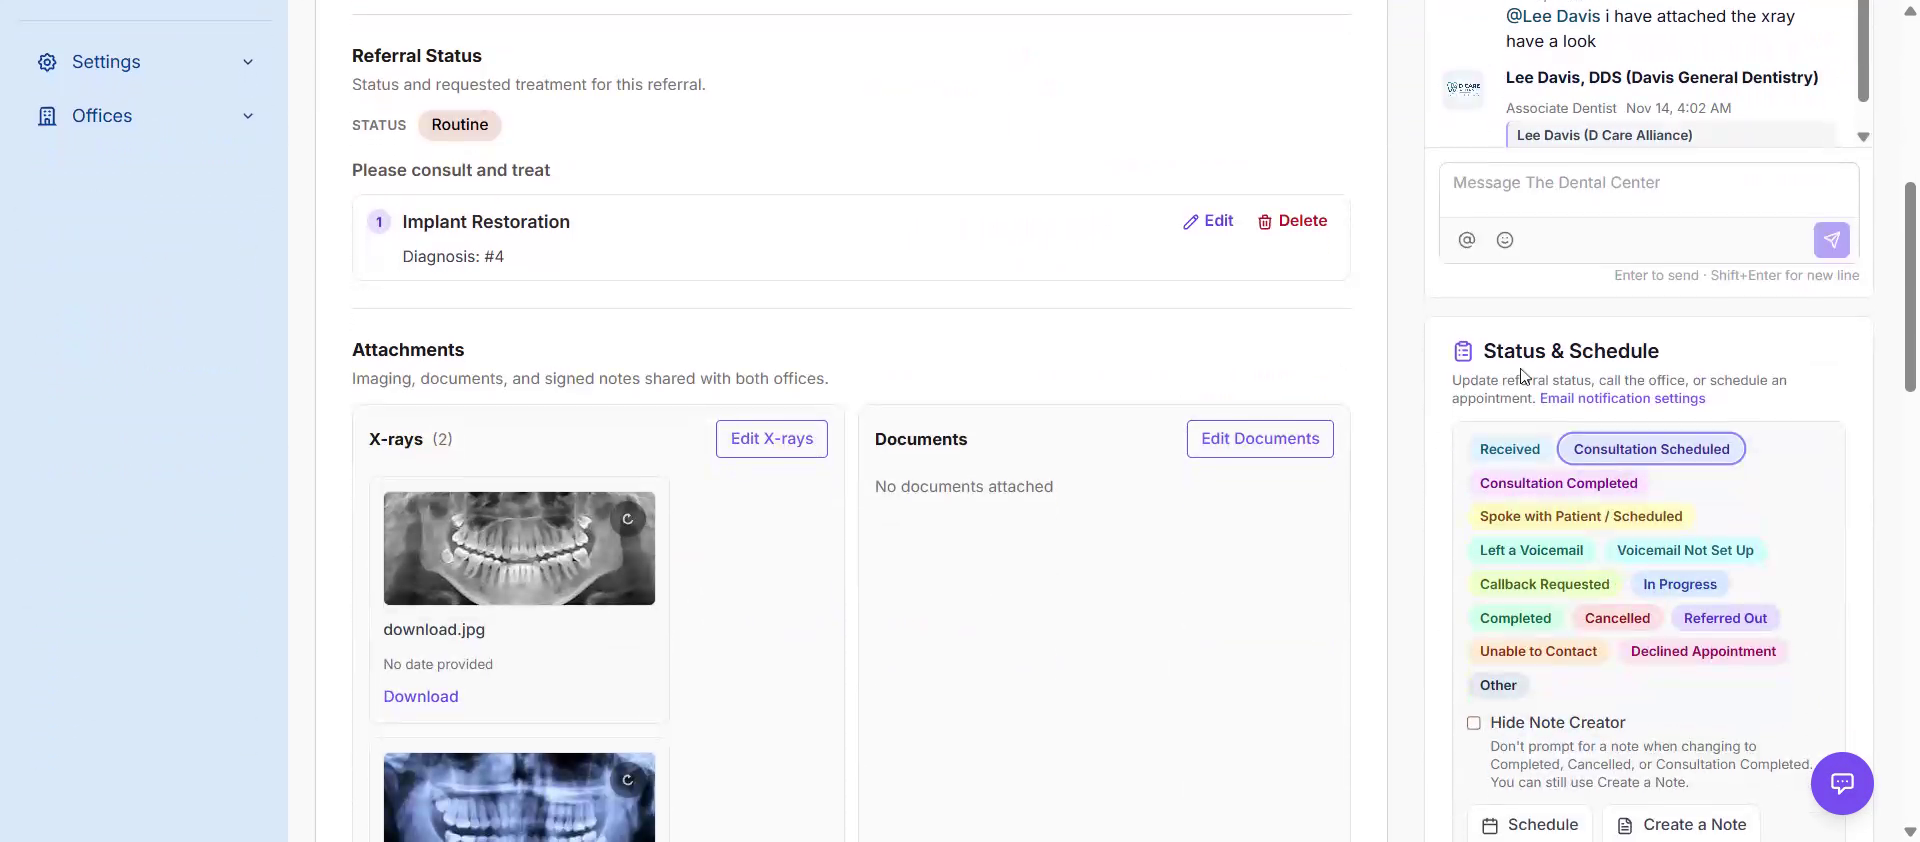 Settings
Offices
Referral Status
Status and requested treatment for this referral.
STATUS Routine
Please consult and treat
1 Implant Restoration
Edit Delete
Diagnosis: #4
Attachments
Imaging, documents, and signed notes shared with both offices.
X-rays (2)
Edit X-rays
download.jpg
No date provided
Download
Documents
Edit Documents
No documents attached
@Lee Davis i have attached the xray
have a look
Lee Davis, DDS (Davis General Dentistry)
Associate Dentist Nov 14, 4:02 AM
Lee Davis (D Care Alliance)
Message The Dental Center
Enter to send · Shift+Enter for new line
Status & Schedule
Update referral status, call the office, or schedule an
appointment. Email notification settings
Received Consultation Scheduled
Consultation Completed
Spoke with Patient / Scheduled
Left a Voicemail Voicemail Not Set Up
Callback Requested In Progress
Completed Cancelled Referred Out
Unable to Contact Declined Appointment
Other
Hide Note Creator
Don't prompt for a note when changing to
Completed, Cancelled, or Consultation Completed.
You can still use Create a Note.
Schedule Create a Note